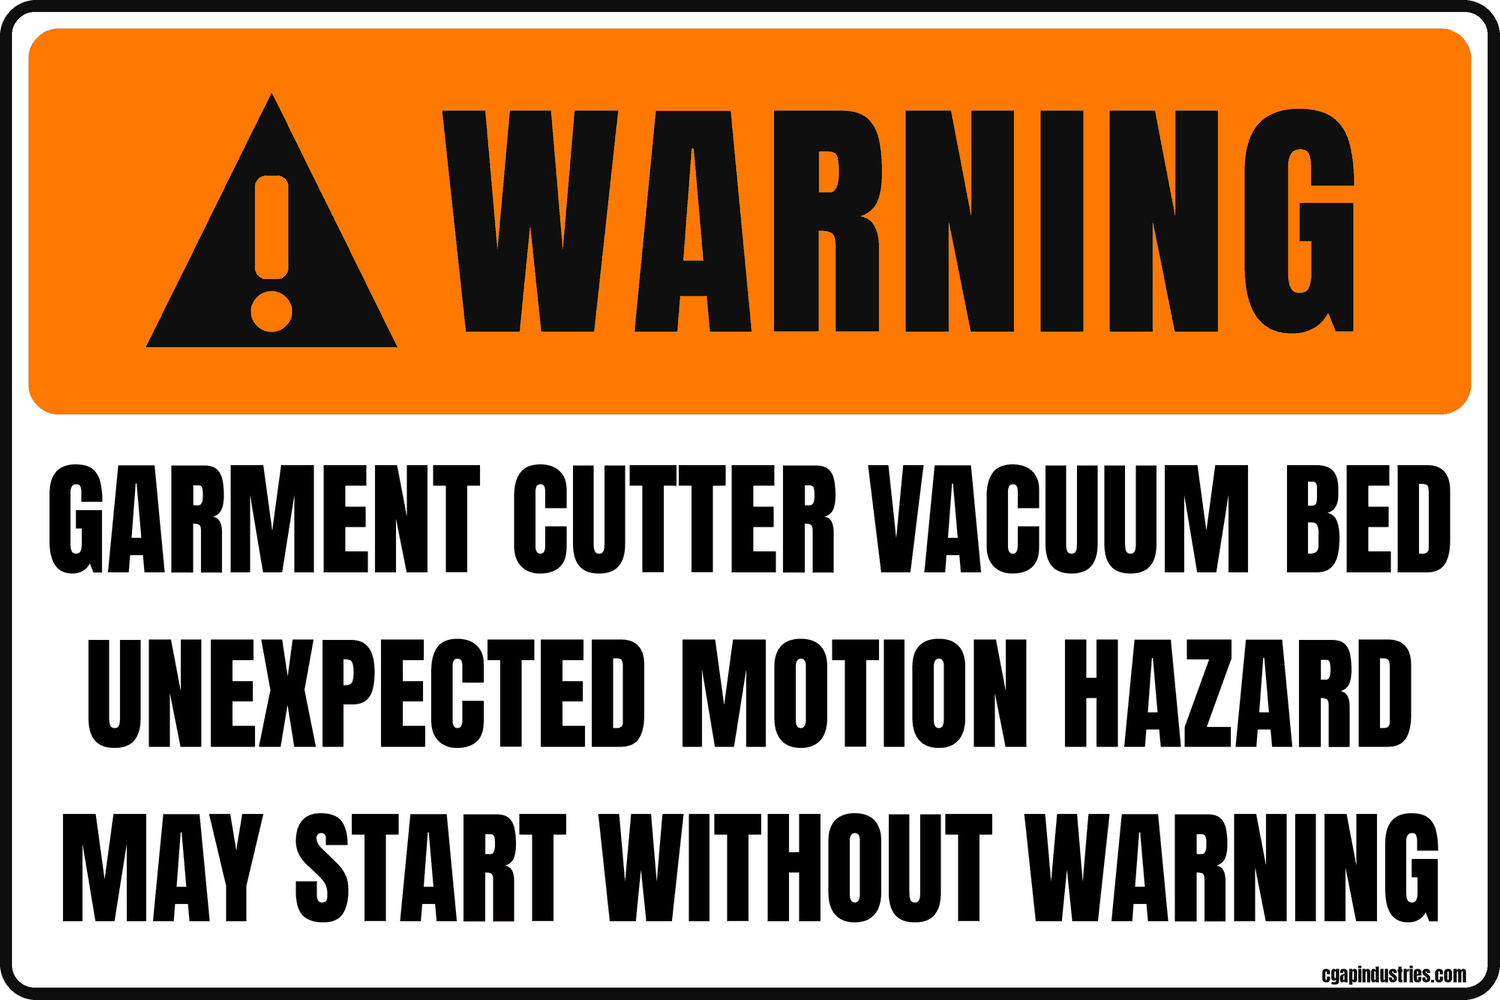 WARNING
GARMENT CUTTER VACUUM BED
UNEXPECTED MOTION HAZARD
MAY START WITHOUT WARNING
cgapindustries.com